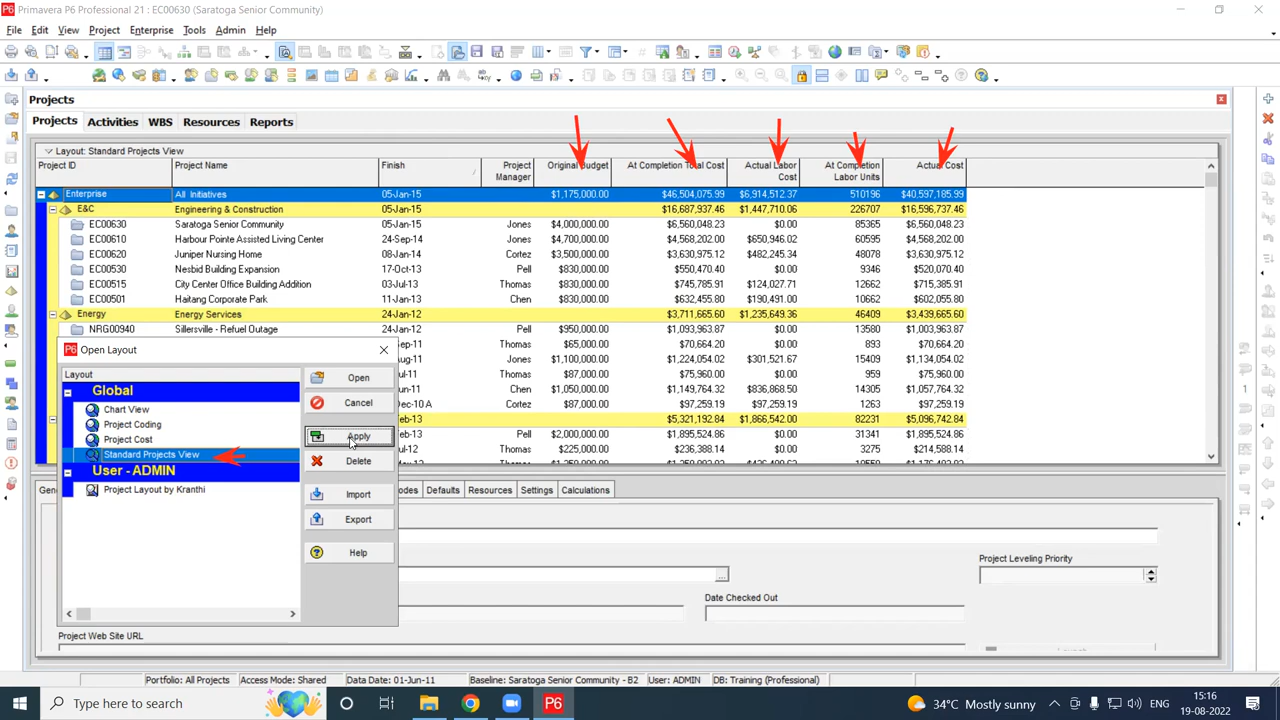 P6 Primavera P6 Professional 21 : EC00630 (Saratoga Senior Community)
File Edit View Project Enterprise Tools Admin Help
Projects
Projects Activities WBS Resources Reports
Layout: Standard Projects View
Project ID Project Name Finish Project Manager Original Budget At Completion Total Cost Actual Labor Cost At Completion Labor Units Actual Cost
Enterprise All Initiatives 05-Jan-15 $1,175,000.00 $46,504,075.99 $6,914,512.37 510196 $40,597,185.99
E&C Engineering & Construction 05-Jan-15 $16,687,937.46 $1,447,710.06 226707 $16,596,737.46
EC00630 Saratoga Senior Community 05-Jan-15 Jones $4,000,000.00 $6,560,048.23 $0.00 85365 $6,560,048.23
EC00610 Harbour Pointe Assisted Living Center 24-Sep-14 Jones $4,700,000.00 $4,568,202.00 $650,946.02 60595 $4,568,202.00
EC00620 Juniper Nursing Home 08-Jan-14 Cortez $3,500,000.00 $3,630,975.12 $482,245.34 48078 $3,630,975.12
EC00530 Nesbid Building Expansion 17-Oct-13 Pell $830,000.00 $550,470.40 $0.00 9346 $520,070.40
EC00515 City Center Office Building Addition 03-Jul-13 Thomas $830,000.00 $745,785.91 $124,027.71 12662 $715,385.91
EC00501 Haitang Corporate Park 11-Jan-13 Chen $830,000.00 $632,455.80 $190,491.00 10662 $602,055.80
Energy Energy Services 24-Jan-12 $3,711,665.60 $1,235,649.36 46409 $3,439,665.60
NRG00940 Sillersville - Refuel Outage 24-Jan-12 Pell $950,000.00 $1,093,963.87 $0.00 13580 $1,003,963.87
Thomas $65,000.00 $70,664.20 $0.00 893 $70,664.20
ug-11 Jones $1,100,000.00 $1,224,054.02 $301,521.67 15409 $1,134,054.02
ul-11 Thomas $87,000.00 $75,960.00 $0.00 959 $75,960.00
un-11 Chen $1,050,000.00 $1,149,764.32 $836,868.50 14305 $1,057,764.32
ec-10 A Cortez $87,000.00 $97,259.19 $97,259.19 1263 $97,259.19
eb-13 $5,321,192.84 $1,866,542.00 82231 $5,096,742.84
eb-13 Pell $2,000,000.00 $1,895,524.86 $0.00 31341 $1,895,524.86
ul-12 Thomas $225,000.00 $236,388.14 $0.00 3275 $214,588.14
P6 Open Layout
Layout
Global
Chart View
Project Coding
Project Cost
Standard Projects View
User - ADMIN
Project Layout by Kranthi
Open
Cancel
Apply
Delete
Import
Export
Help
Gen odes Defaults Resources Settings Calculations
Project Leveling Priority
Date Checked Out
Project Web Site URL
Portfolio: All Projects Access Mode: Shared Data Date: 01-Jun-11 Baseline: Saratoga Senior Community - B2 User: ADMIN DB: Training (Professional)
Type here to search
P6
34°C Mostly sunny
ENG
15:16
19-08-2022